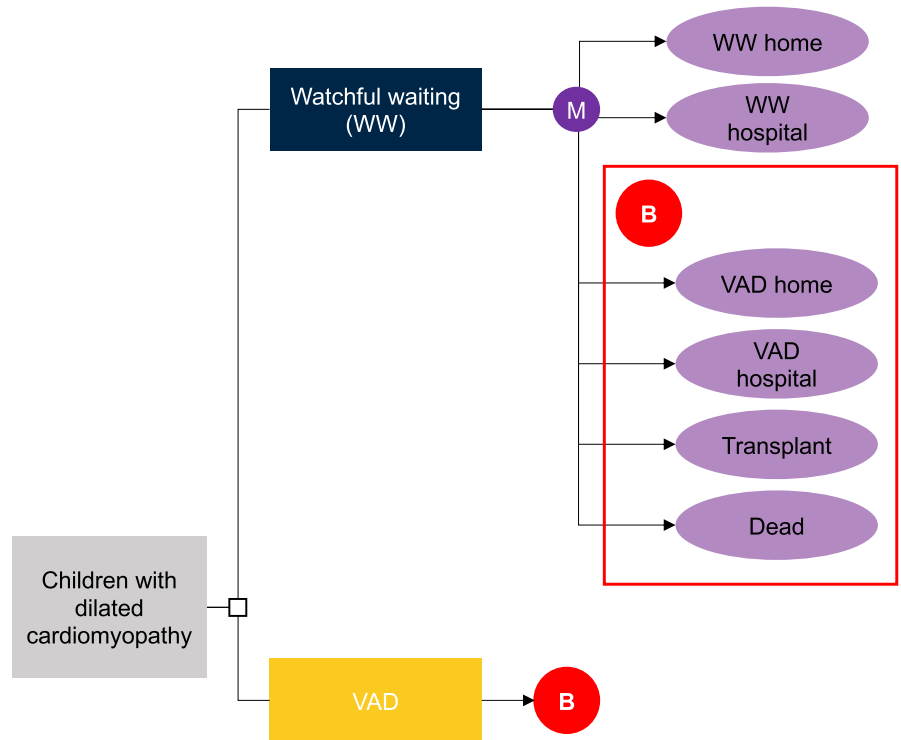 WW home
Watchful waiting
(WW)
M
WW
hospital
B
VAD home
VAD
hospital
Transplant
Dead
Children with
dilated
cardiomyopathy
VAD
B